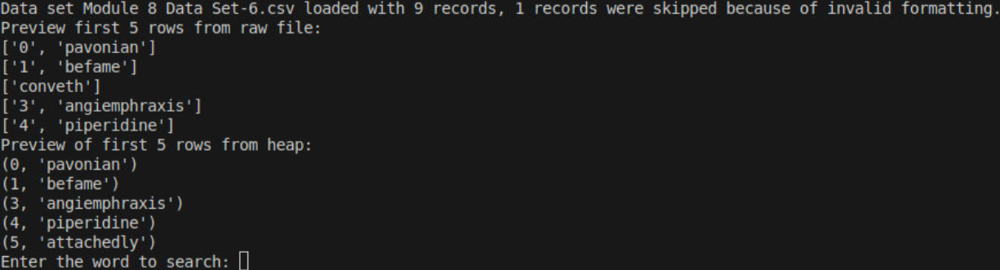 Data set Module 8 Data Set-6.csv loaded with 9 records, 1 records were skipped because of invalid formatting.
Preview first 5 rows from raw file:
['0', 'pavonian']
['1', 'befame']
['conveth']
['3', 'angiemphraxis']
['4', 'piperidine']
Preview of first 5 rows from heap:
(0, 'pavonian')
(1, 'befame')
(3, 'angiemphraxis')
(4, 'piperidine')
(5, 'attachedly')
Enter the word to search: